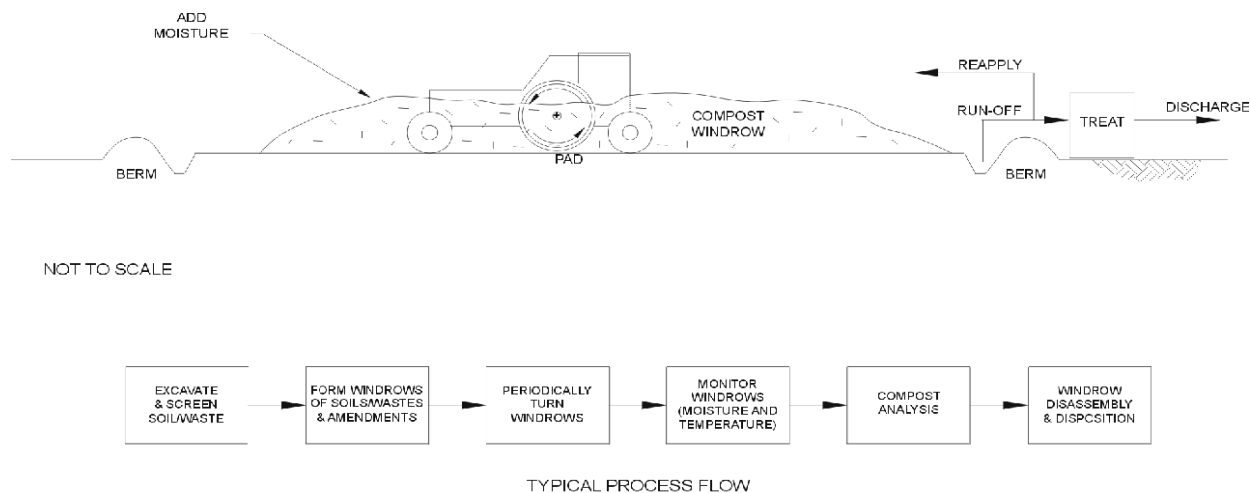 ADD
MOISTURE
REAPPLY
RUN-OFF
DISCHARGE
COMPOST
WINDROW
TREAT
PAD
BERM
BERM
NOT TO SCALE
EXCAVATE
& SCREEN
SOIL/WASTE
FORM WINDROWS
OF SOILS/WASTES
& AMENDMENTS
PERIODICALLY
TURN
WINDROWS
MONITOR
WINDROWS
(MOISTURE AND
TEMPERATURE)
COMPOST
ANALYSIS
WINDROW
DISASSEMBLY
& DISPOSITION
TYPICAL PROCESS FLOW